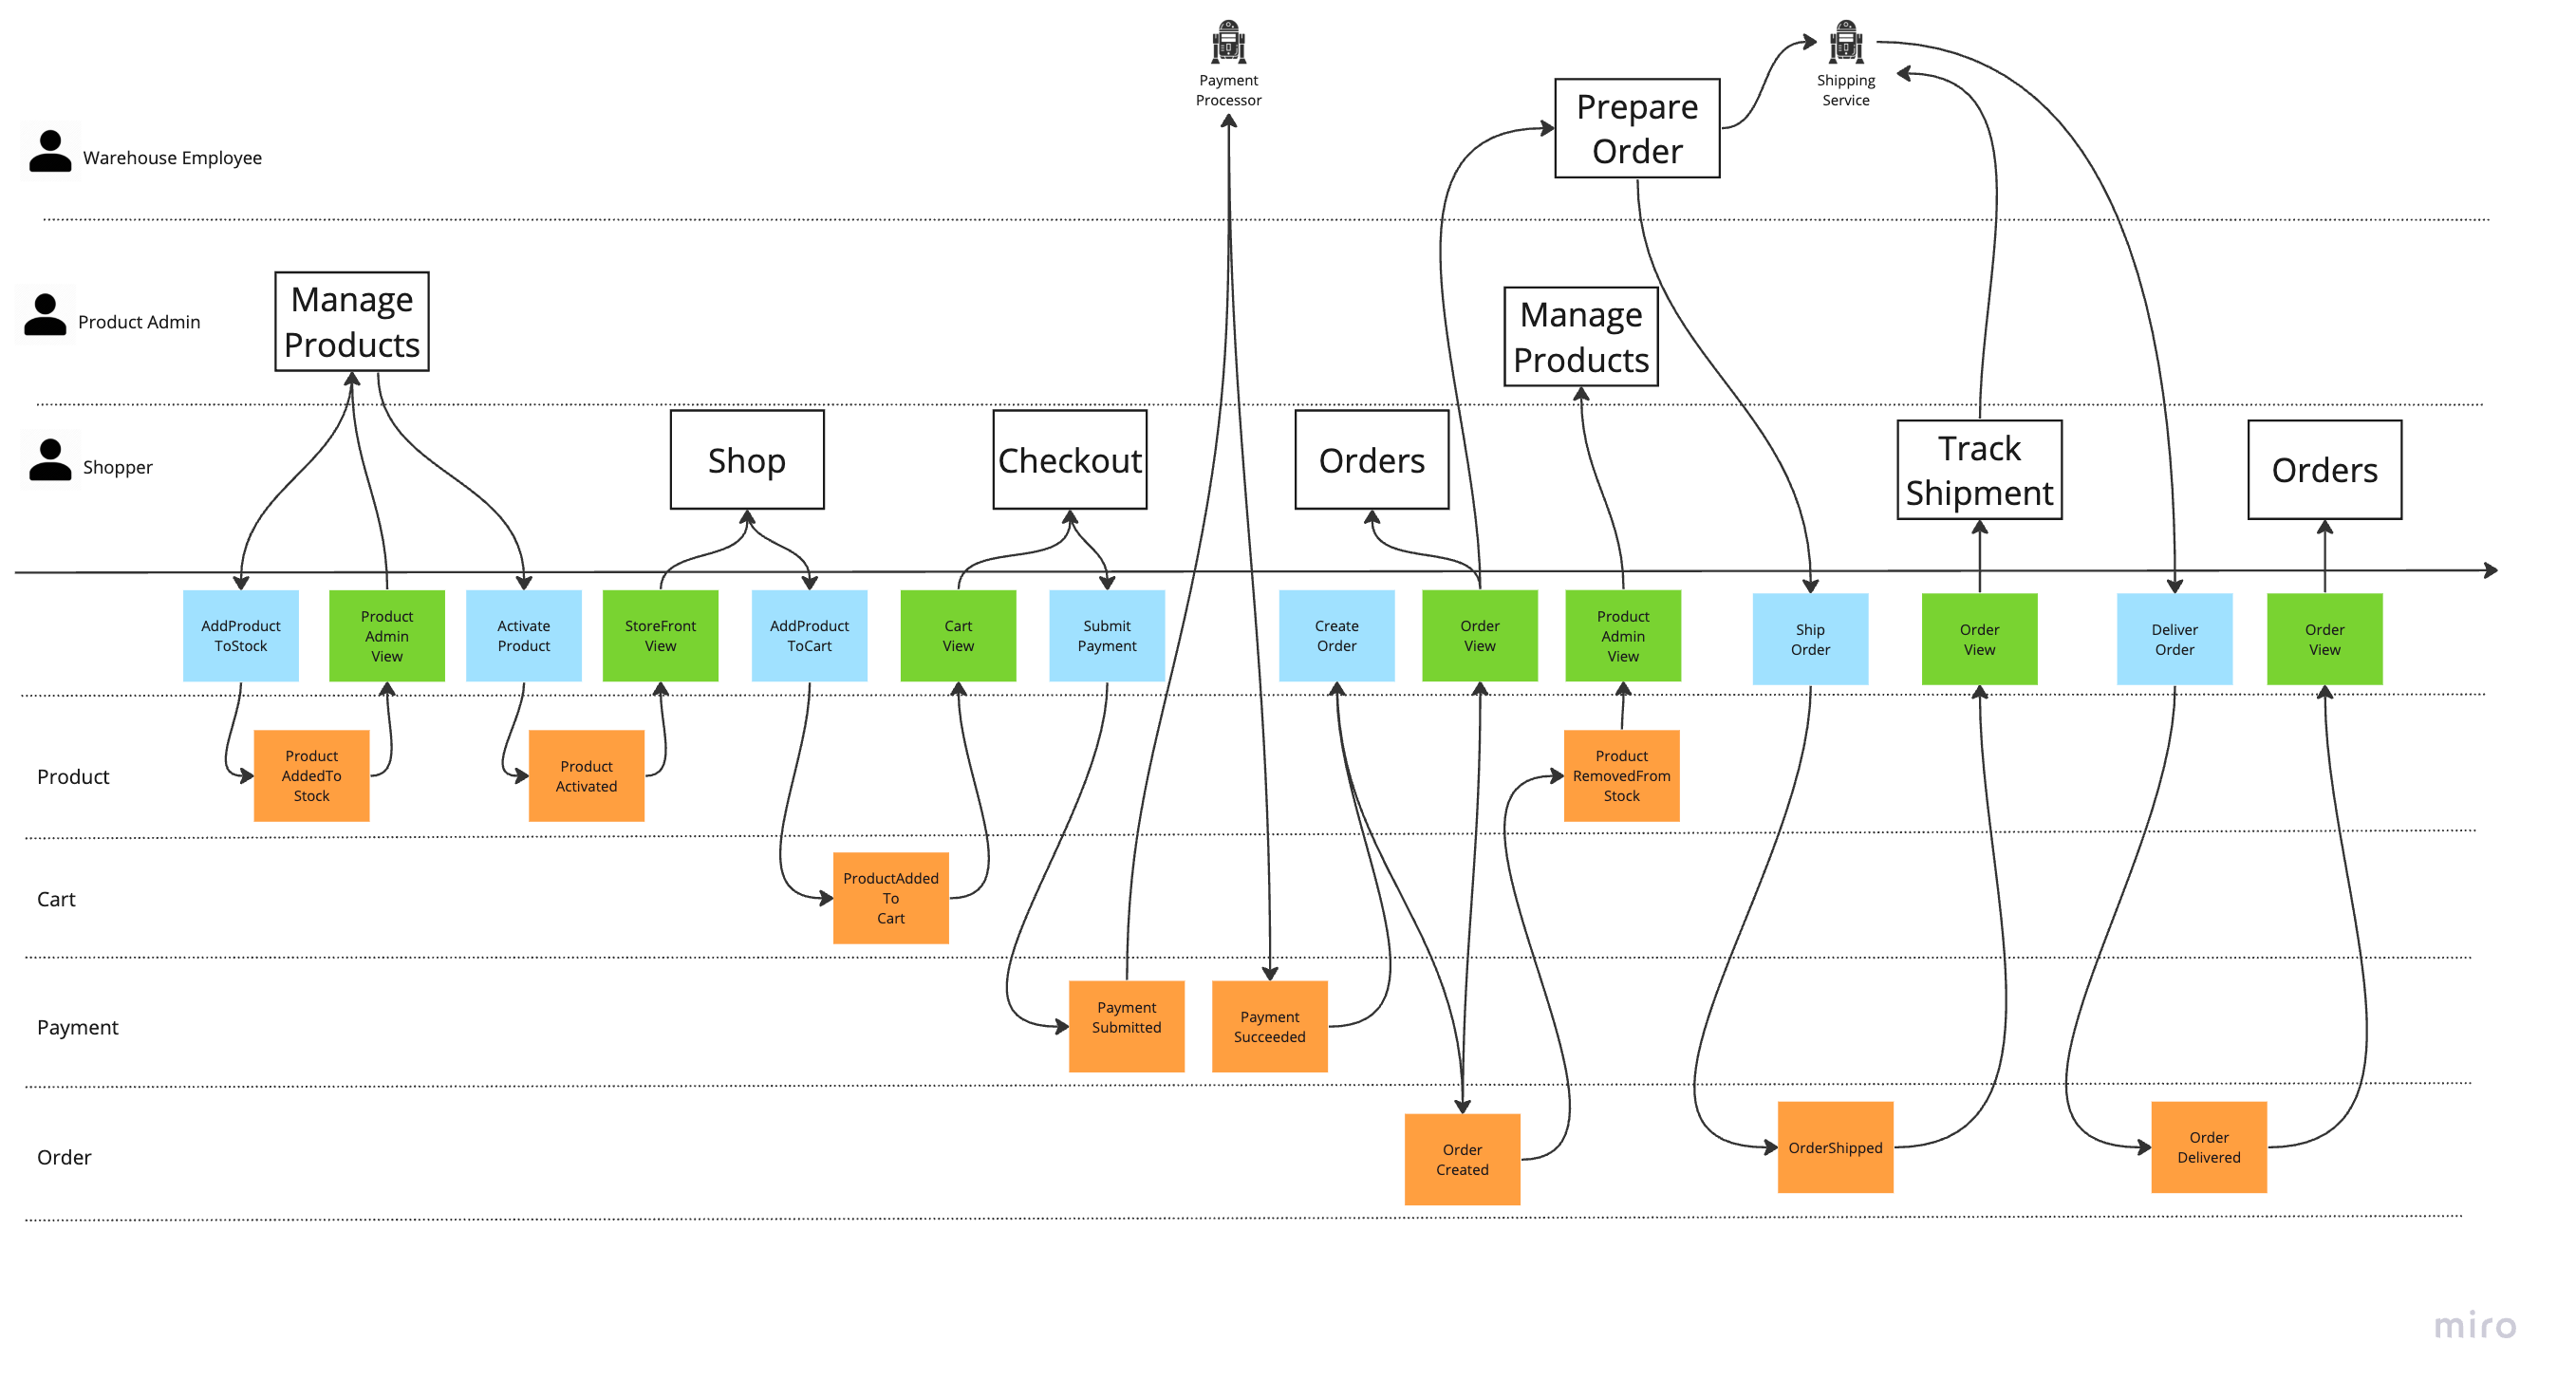 Payment
Processor
Shipping
Service
Prepare
Order
Warehouse Employee
Manage
Products
Manage
Products
Product Admin
Shop
Checkout
Orders
Track
Shipment
Orders
Shopper
AddProduct
ToStock
Product
Admin
View
Activate
Product
StoreFront
View
AddProduct
ToCart
Cart
View
Submit
Payment
Create
Order
Order
View
Product
Admin
View
Ship
Order
Order
View
Deliver
Order
Order
View
Product
Product
AddedTo
Stock
Product
Activated
Product
RemovedFrom
Stock
Cart
ProductAdded
To
Cart
Payment
Payment
Submitted
Payment
Succeeded
Order
Order
Created
OrderShipped
Order
Delivered
miro